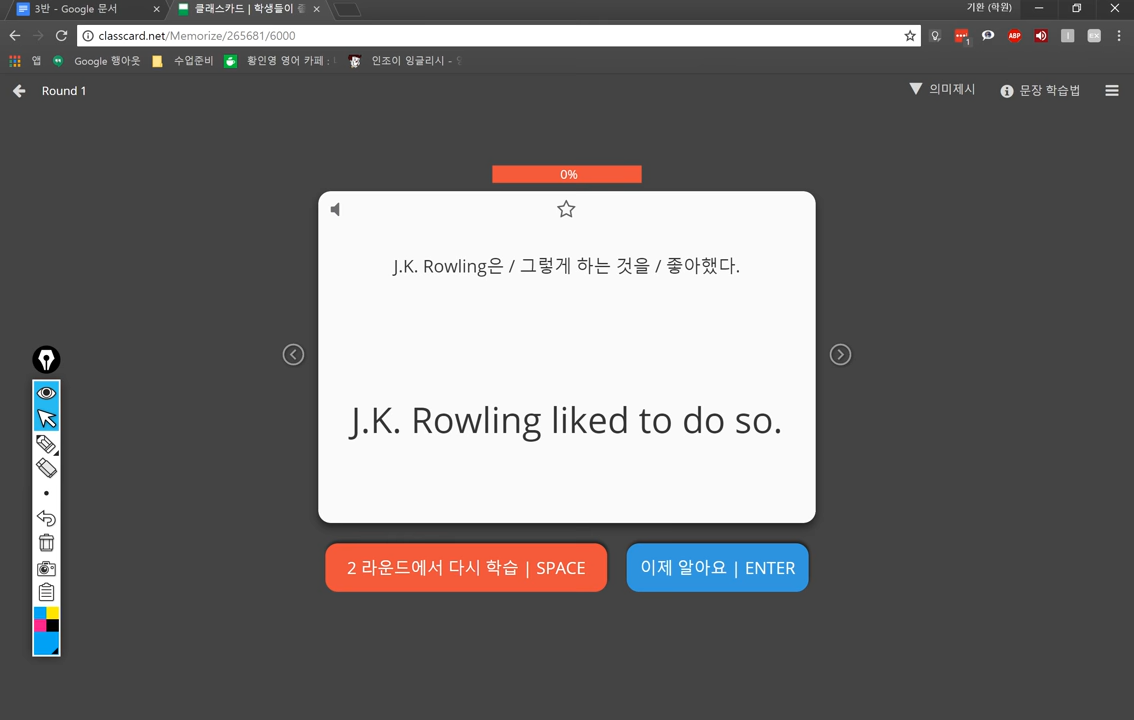 3반 - Google 문서
클래스카드 | 학생들이 
기환 (학원)
classcard.net/Memorize/265681/6000
ABP
1
앱
Google 행아웃
수업준비
황인영 영어 카페 :
인조이 잉글리시 -
Round 1
의미제시
문장 학습법
0%
J.K. Rowling은 / 그렇게 하는 것을 / 좋아했다.
J.K. Rowling liked to do so.
2 라운드에서 다시 학습 | SPACE
이제 알아요 | ENTER